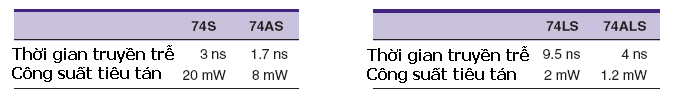 74S 74AS
Thời gian truyền trễ 3 ns 1.7 ns
Công suất tiêu tán 20 mW 8 mW
74LS 74ALS
Thời gian truyền trễ 9.5 ns 4 ns
Công suất tiêu tán 2 mW 1.2 mW